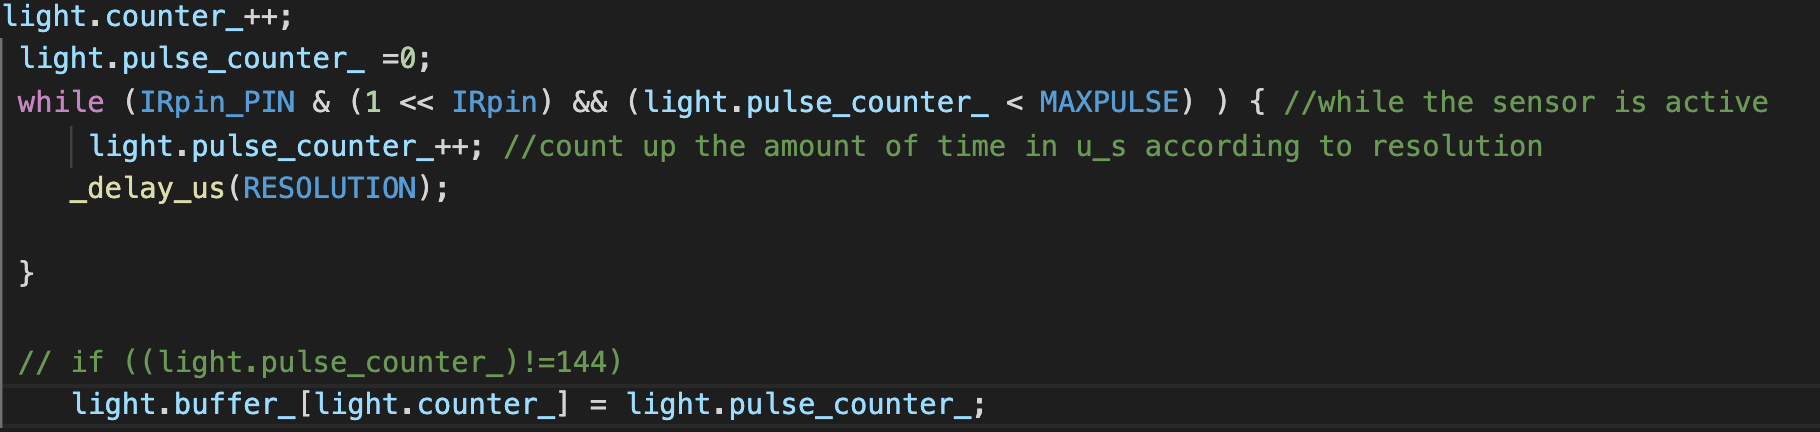 light.counter_++;
light.pulse_counter_ =0;
while (IRpin_PIN & (1 << IRpin) && (light.pulse_counter_ < MAXPULSE) ) { //while the sensor is active
light.pulse_counter_++; //count up the amount of time in u_s according to resolution
_delay_us(RESOLUTION);
}
// if ((light.pulse_counter_)!=144)
light.buffer_[light.counter_] = light.pulse_counter_;